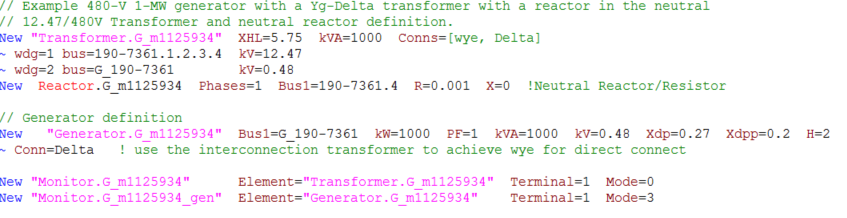 // Example 480-V 1-MW generator with a Yg-Delta transformer with a reactor in the neutral
// 12.47/480V Transformer and neutral reactor definition.
New "Transformer.G_m1125934" XHL=5.75 kVA=1000 Conns=[wye, Delta]
~ wdg=1 bus=190-7361.1.2.3.4 kV=12.47
~ wdg=2 bus=G_190-7361 kV=0.48
New Reactor.G_m1125934 Phases=1 Bus1=190-7361.4 R=0.001 X=0 !Neutral Reactor/Resistor
// Generator definition
New "Generator.G_m1125934" Bus1=G_190-7361 kW=1000 PF=1 kVA=1000 kV=0.48 Xdp=0.27 Xdpp=0.2 H=2
~ Conn=Delta ! use the interconnection transformer to achieve wye for direct connect
New "Monitor.G_m1125934" Element="Transformer.G_m1125934" Terminal=1 Mode=0
New "Monitor.G_m1125934_gen" Element="Generator.G_m1125934" Terminal=1 Mode=3